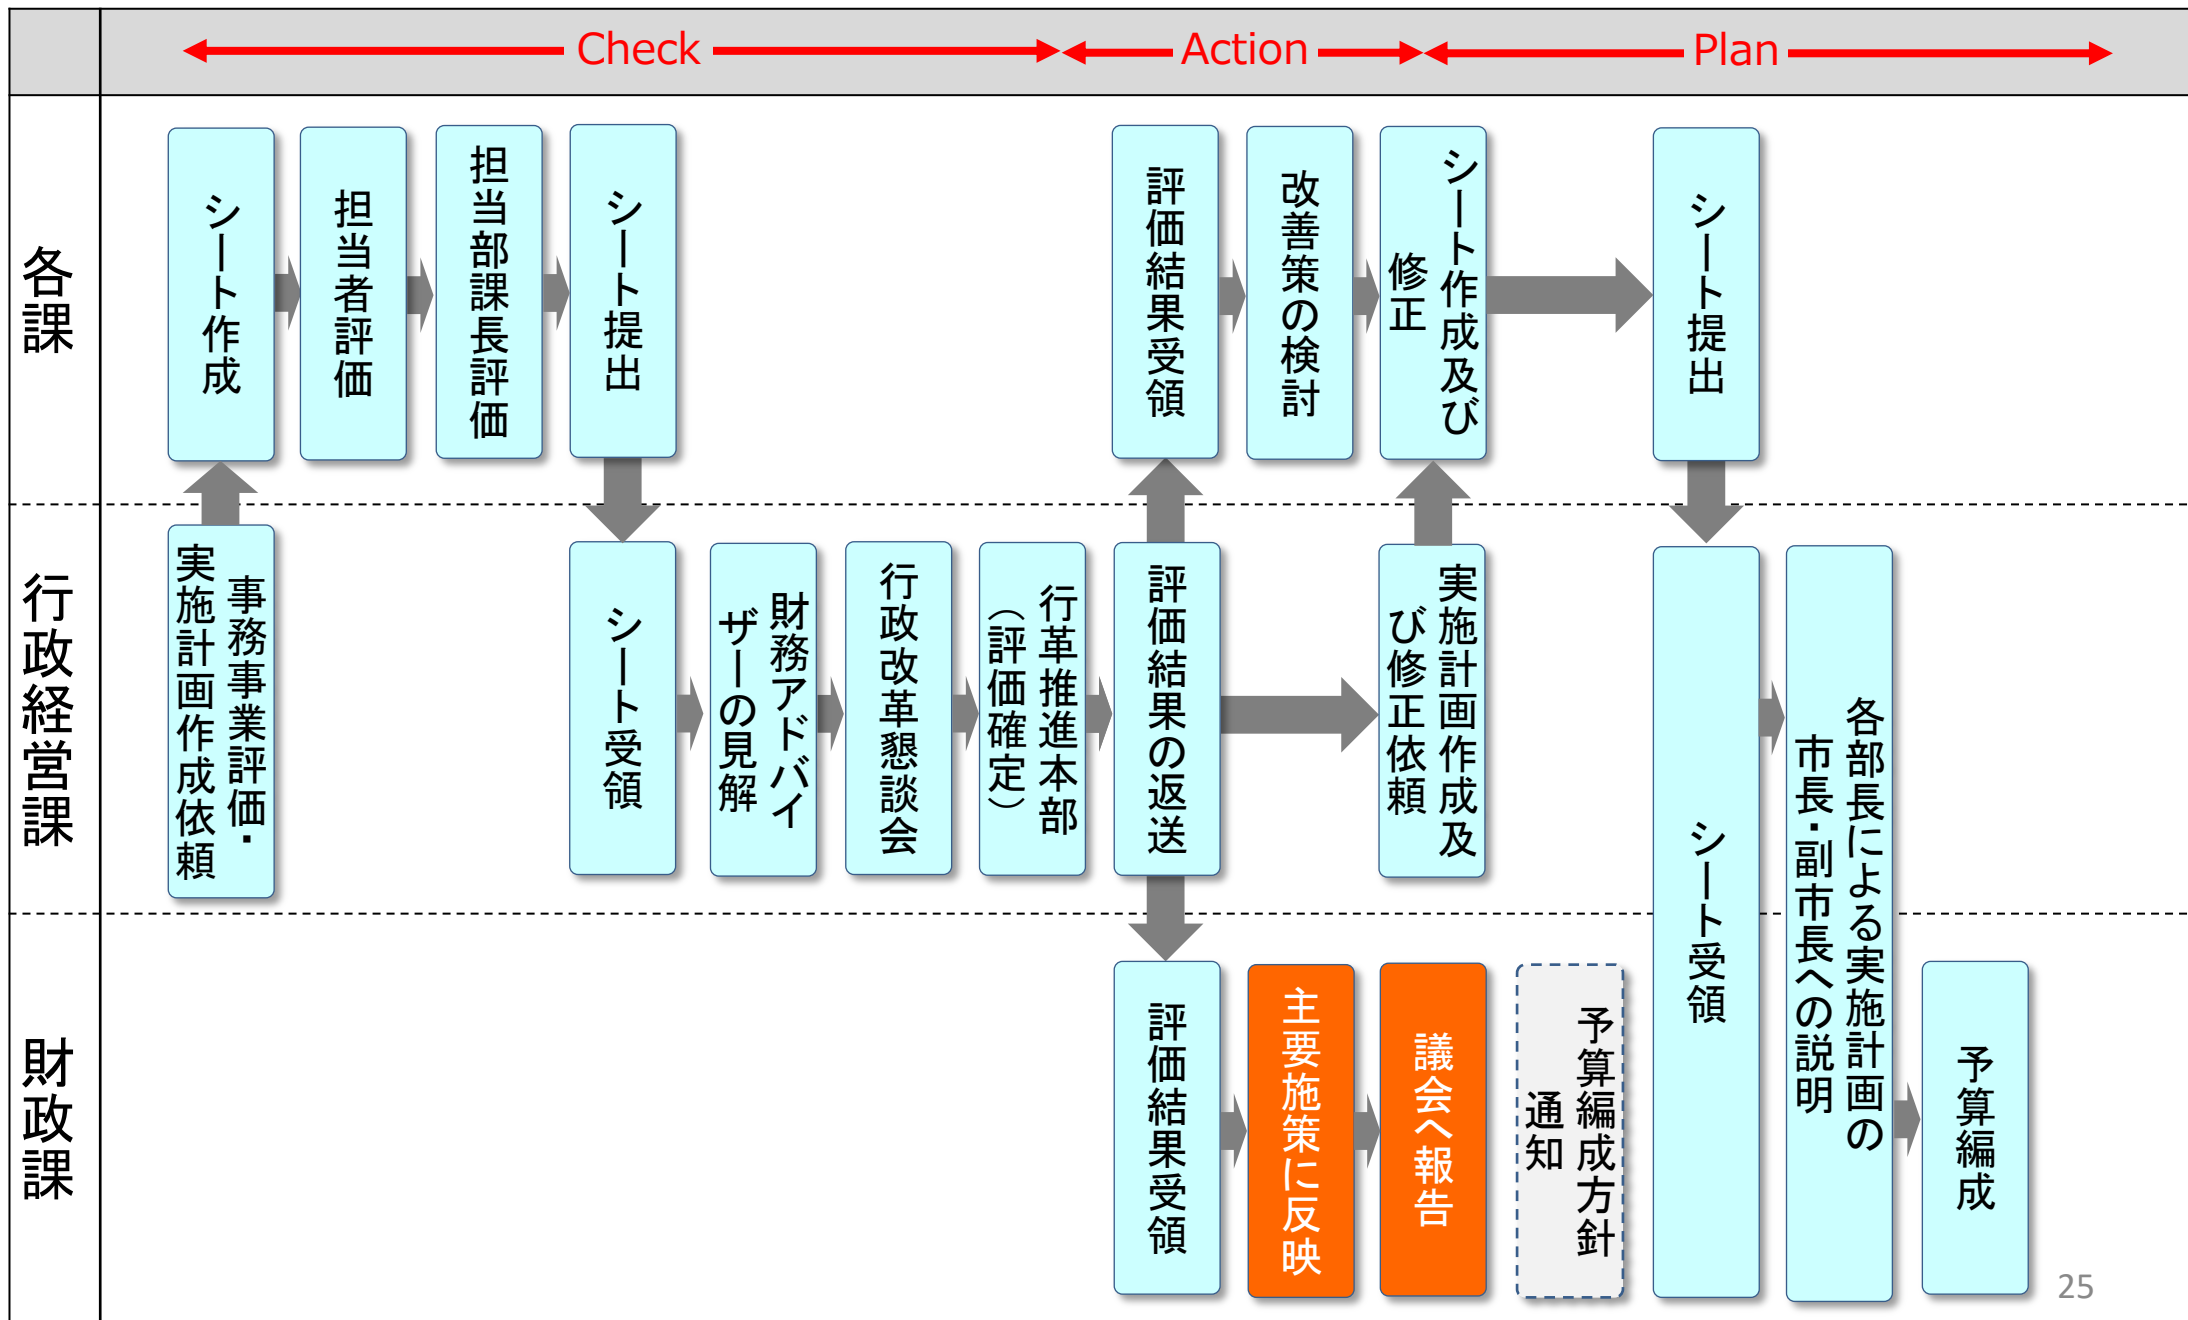 Check
Action
Plan
各課
シート作成
担当者評価
担当部課長評価
シート提出
評価結果受領
改善策の検討
シート作成及び
修正
シート提出
行政経営課
事務事業評価・
実施計画作成依頼
シート受領
財務アドバイ
ザーの見解
行政改革懇談会
行革推進本部
（評価確定）
評価結果の返送
実施計画作成及
び修正依頼
シート受領
各部長による実施計画の
市長・副市長への説明
財政課
評価結果受領
主要施策に反映
議会へ報告
予算編成方針
通知
予算編成
25